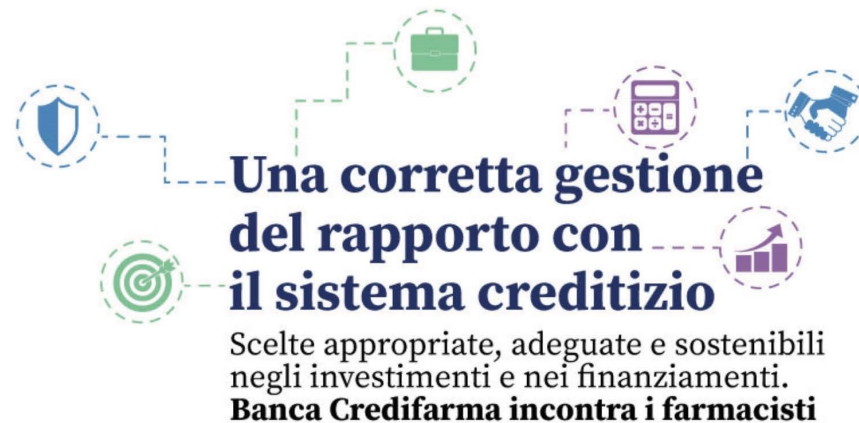 Una corretta gestione
del rapporto con
il sistema creditizio
Scelte appropriate, adeguate e sostenibili
negli investimenti e nei finanziamenti.
Banca Credifarma incontra i farmacisti